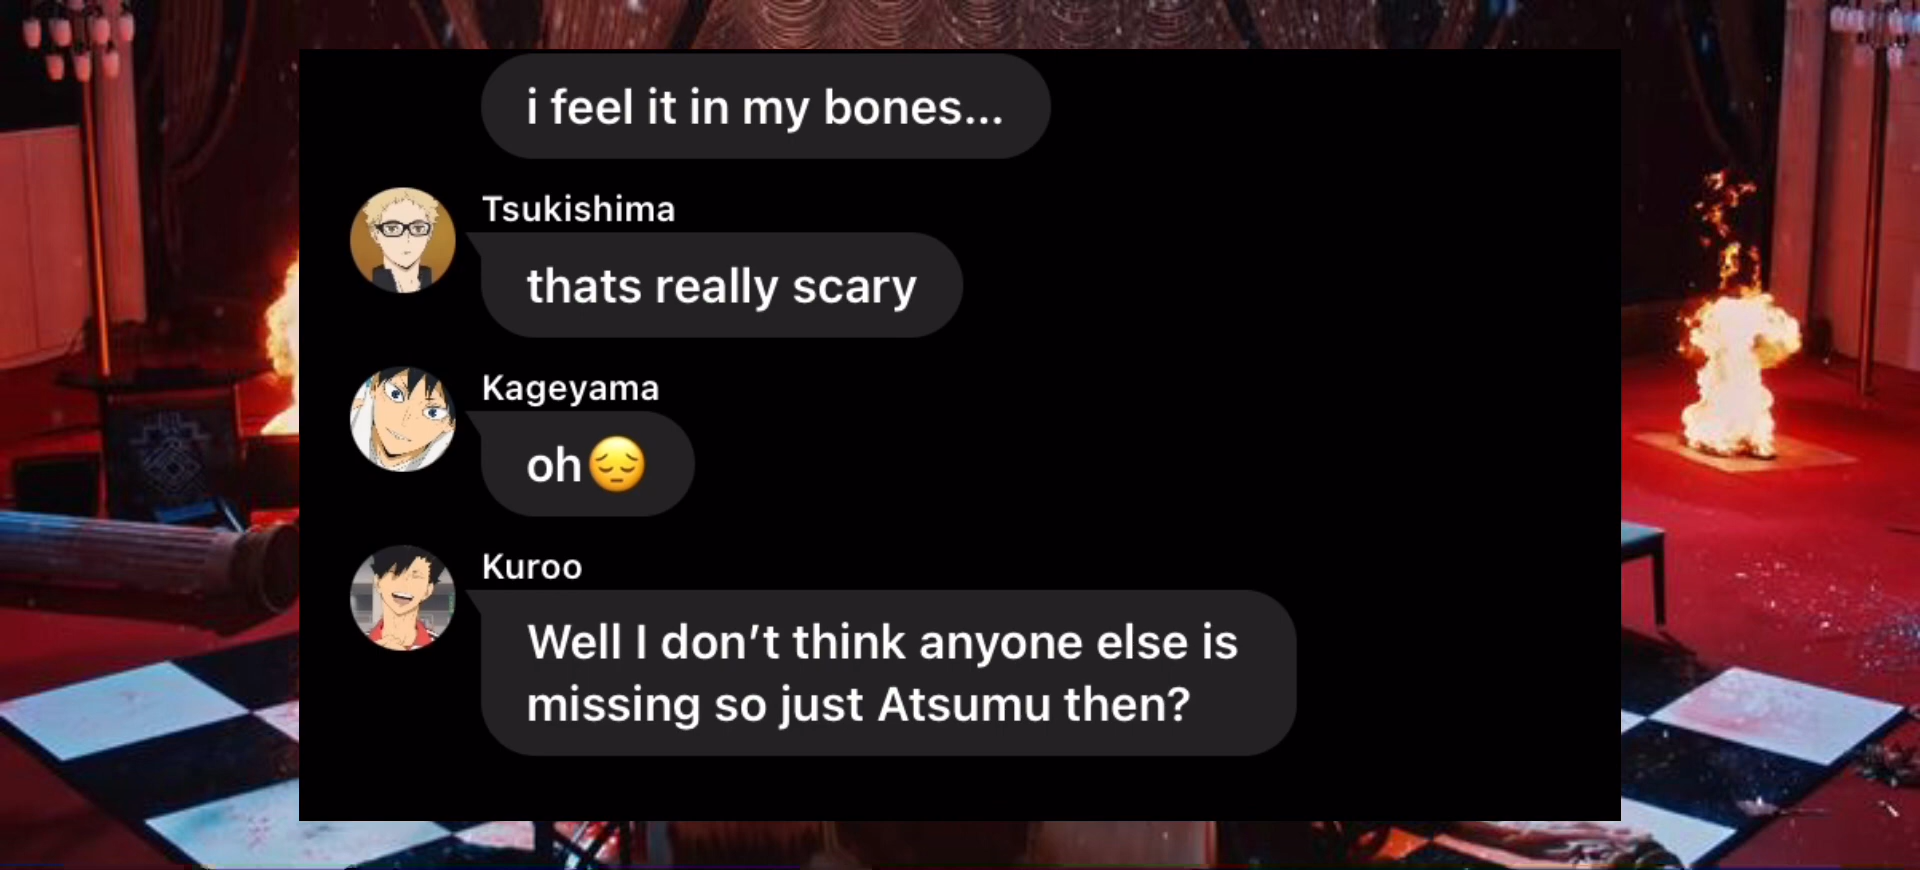 i feel it in my bones...
Tsukishima
thats really scary
Kageyama
oh😔
Kuroo
Well I don’t think anyone else is
missing so just Atsumu then?